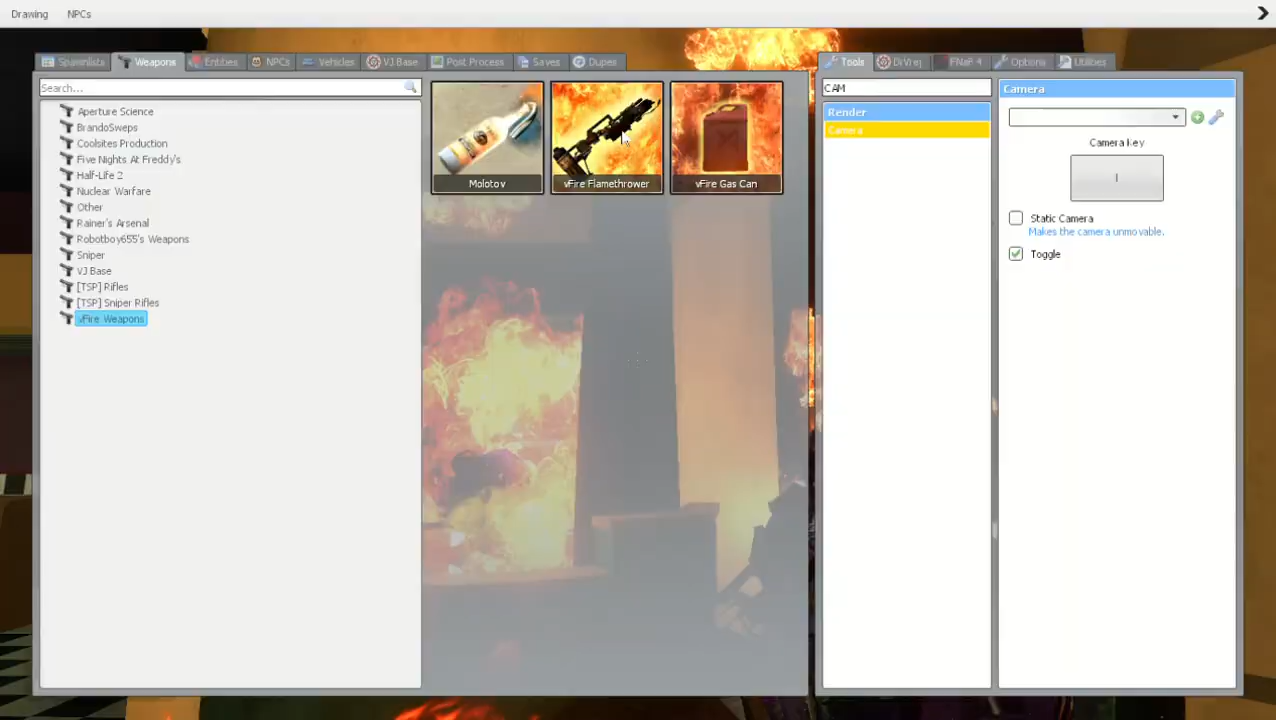 Drawing NPCs
Spawnlists Weapons Entities NPCs Vehicles VJ Base Post Process Saves Dupes
Tools Options Utilities
Search...
Aperture Science
BrandoSweps
Coolsites Production
Five Nights At Freddy's
Half-Life 2
Nuclear Warfare
Other
Rainer's Arsenal
Robotboy655's Weapons
Sniper
VJ Base
[TSP] Rifles
[TSP] Sniper Rifles
vFire Weapons
Molotov
vFire Flamethrower
vFire Gas Can
CAM
Render
Camera
Camera
Camera Key
I
Static Camera
Makes the camera unmovable.
Toggle